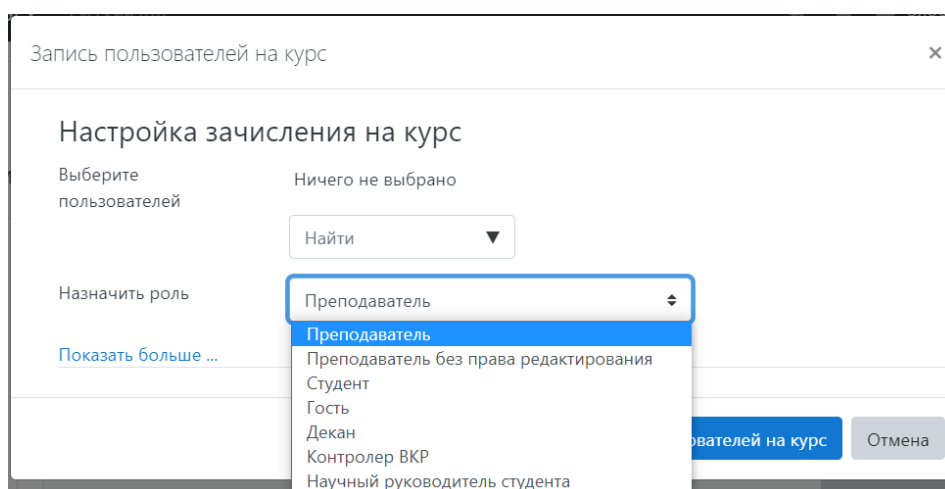 Запись пользователей на курс
×
Настройка зачисления на курс
Выберите
пользователей
Ничего не выбрано
Найти ▼
Назначить роль
Преподаватель
Преподаватель
Преподаватель без права редактирования
Студент
Гость
Декан
Контролер ВКР
Научный руководитель студента
Показать больше ...
на курс
Отмена